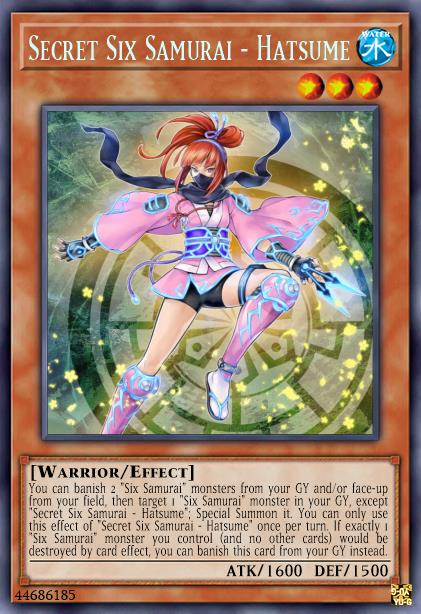 Secret Six Samurai - Hatsume
WATER
水
[Warrior/Effect]
You can banish 2 "Six Samurai" monsters from your GY and/or face-up
from your field, then target 1 "Six Samurai" monster in your GY, except
"Secret Six Samurai - Hatsume"; Special Summon it. You can only use
this effect of "Secret Six Samurai - Hatsume" once per turn. If exactly 1
"Six Samurai" monster you control (and no other cards) would be
destroyed by card effect, you can banish this card from your GY instead.
ATK/1600 DEF/1500
44686185